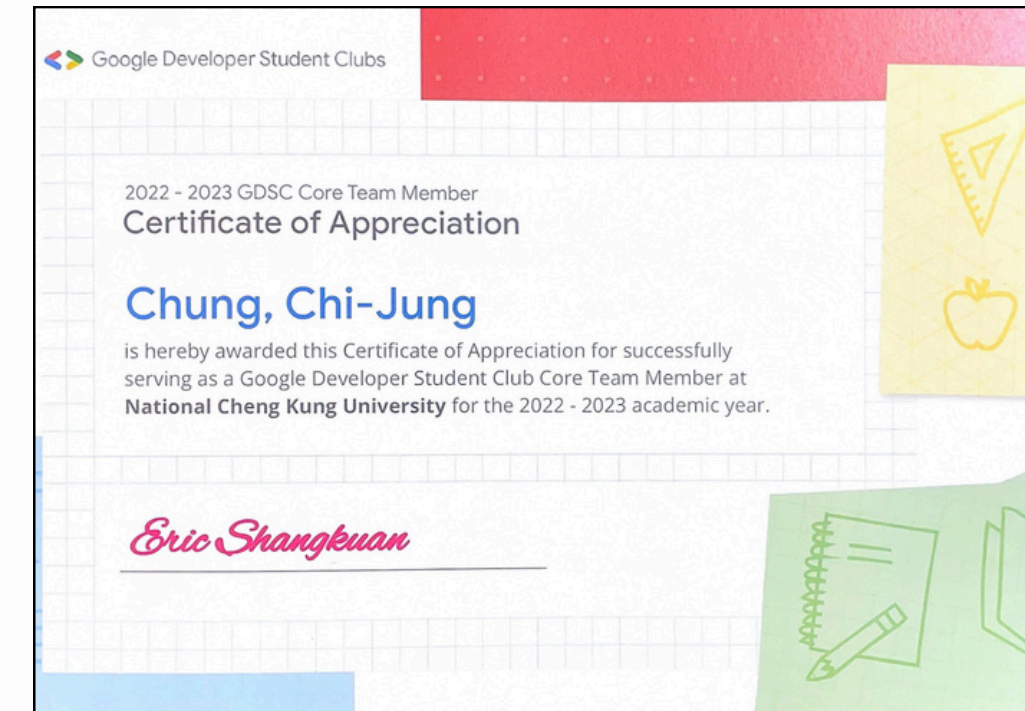 Google Developer Student Clubs
2022 - 2023 GDSC Core Team Member
Certificate of Appreciation
Chung, Chi-Jung
is hereby awarded this Certificate of Appreciation for successfully
serving as a Google Developer Student Club Core Team Member at
National Cheng Kung University for the 2022 - 2023 academic year.
Eric Shangkuan